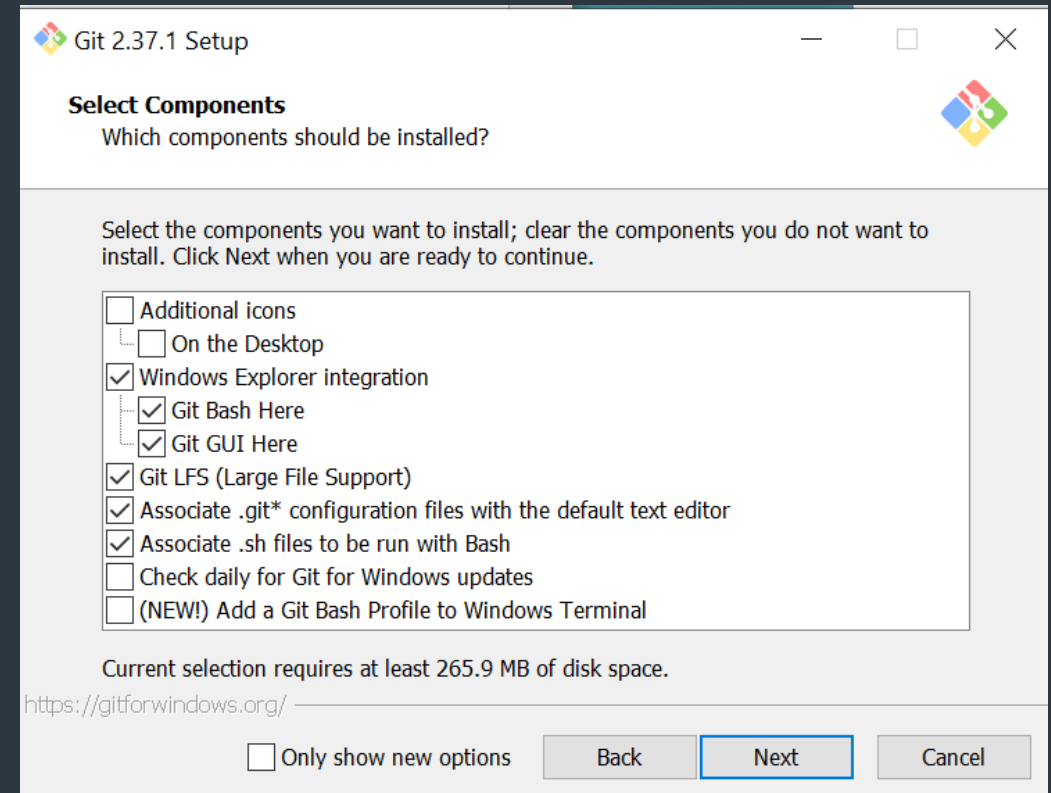 Git 2.37.1 Setup
Select Components
Which components should be installed?
Select the components you want to install; clear the components you do not want to
install. Click Next when you are ready to continue.
Additional icons
On the Desktop
Windows Explorer integration
Git Bash Here
Git GUI Here
Git LFS (Large File Support)
Associate .git* configuration files with the default text editor
Associate .sh files to be run with Bash
Check daily for Git for Windows updates
(NEW!) Add a Git Bash Profile to Windows Terminal
Current selection requires at least 265.9 MB of disk space.
https://gitforwindows.org/
Only show new options
Back
Next
Cancel